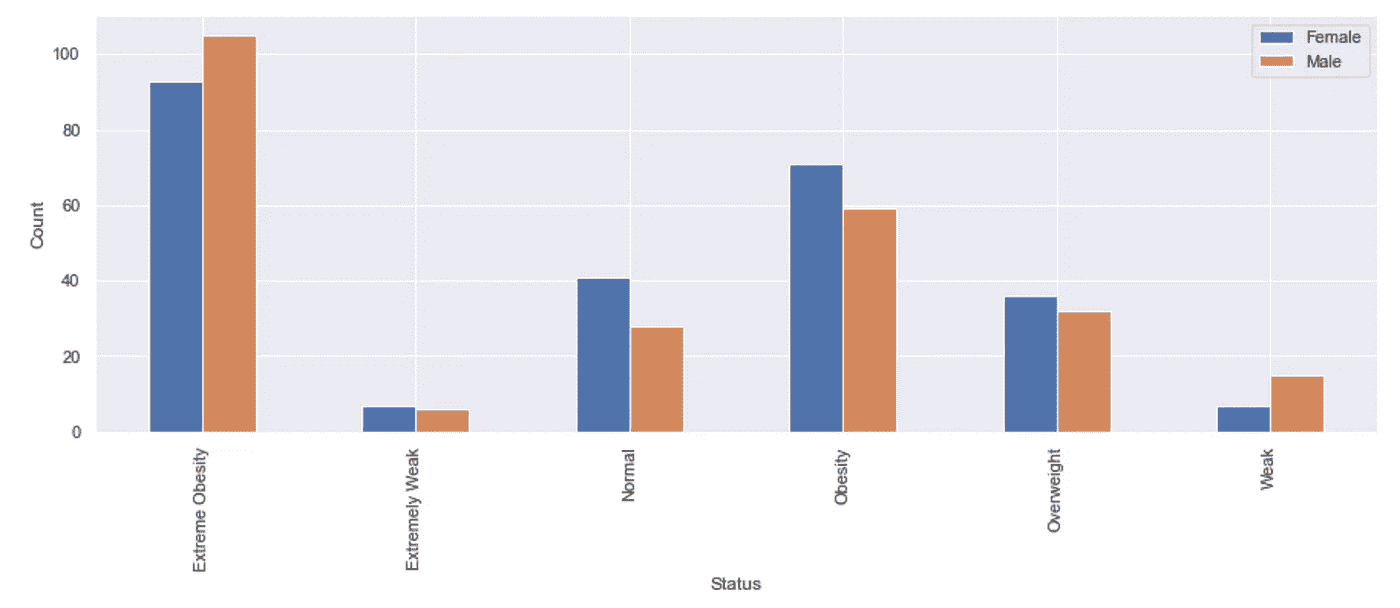 Female
Male
100
80
60
40
20
0
Count
Extreme Obesity
Extremely Weak
Normal
Obesity
Overweight
Weak
Status